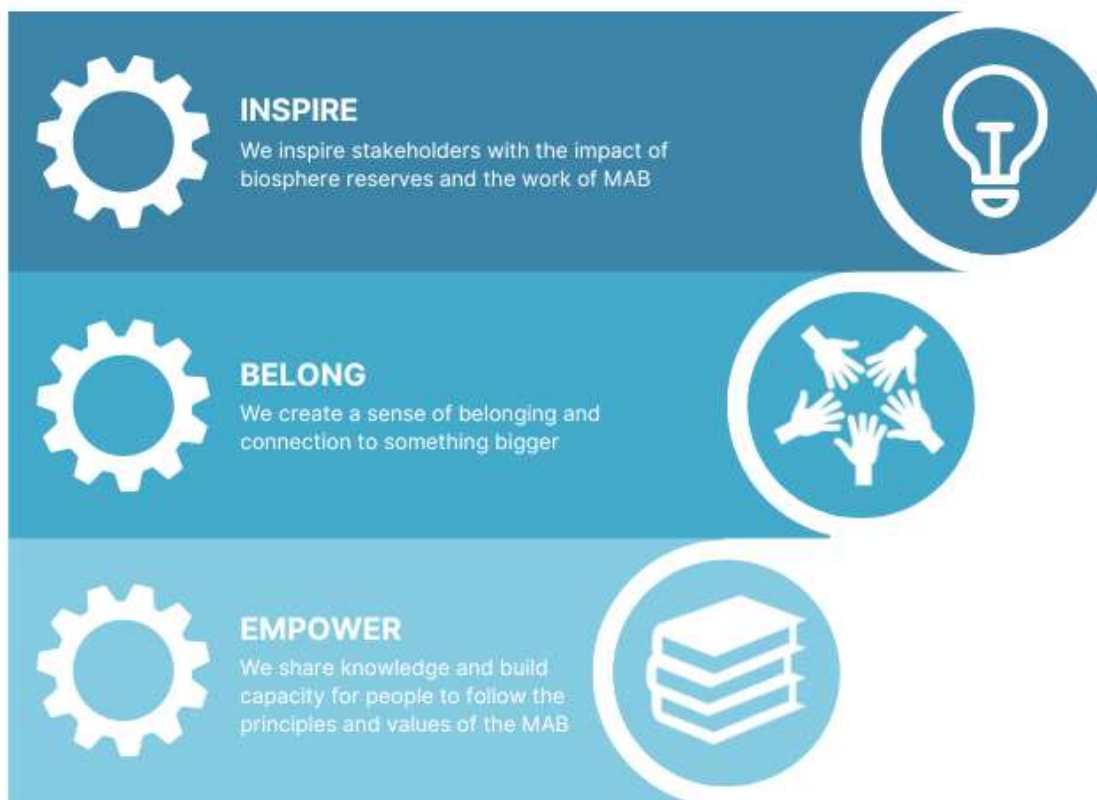 INSPIRE
We inspire stakeholders with the impact of
biosphere reserves and the work of MAB
BELONG
We create a sense of belonging and
connection to something bigger
EMPOWER
We share knowledge and build
capacity for people to follow the
principles and values of the MAB